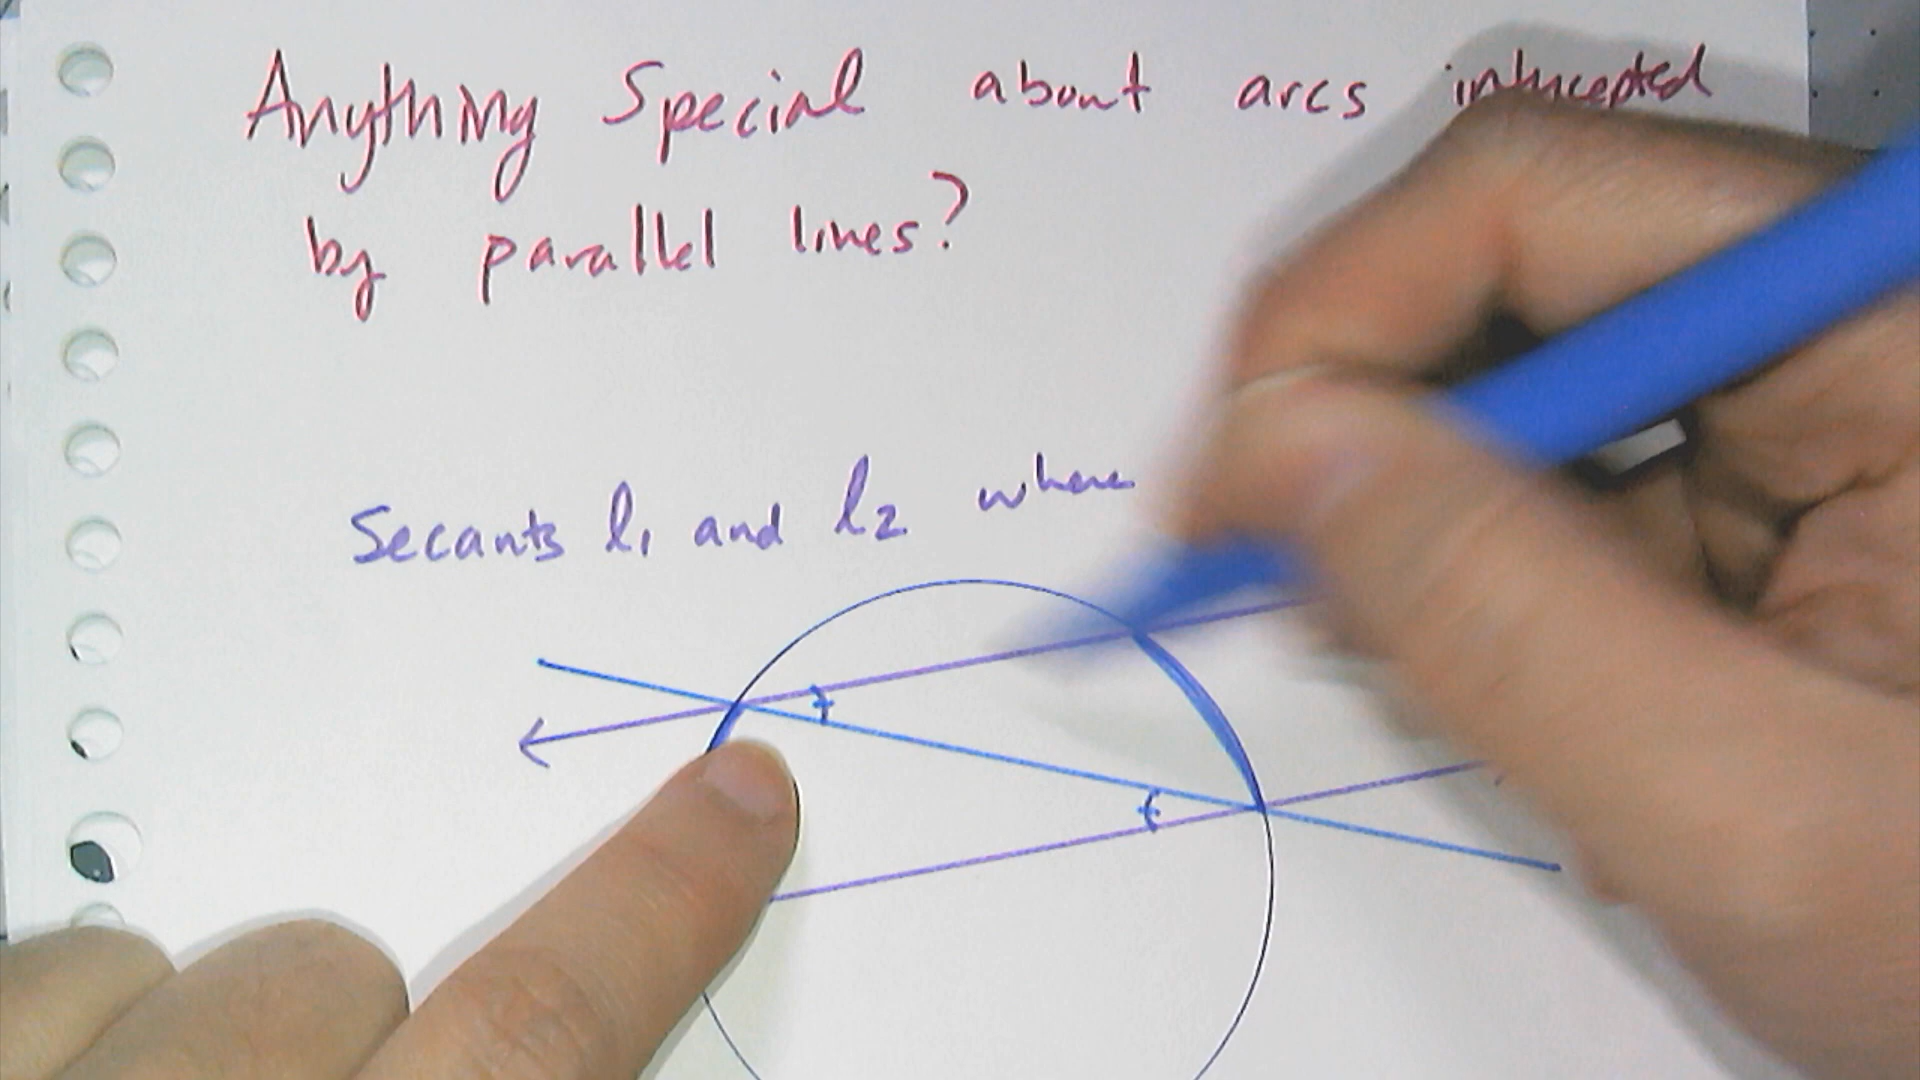 Anything Special about arcs intercepted
by parallel lines?
Secants l1 and l2 where